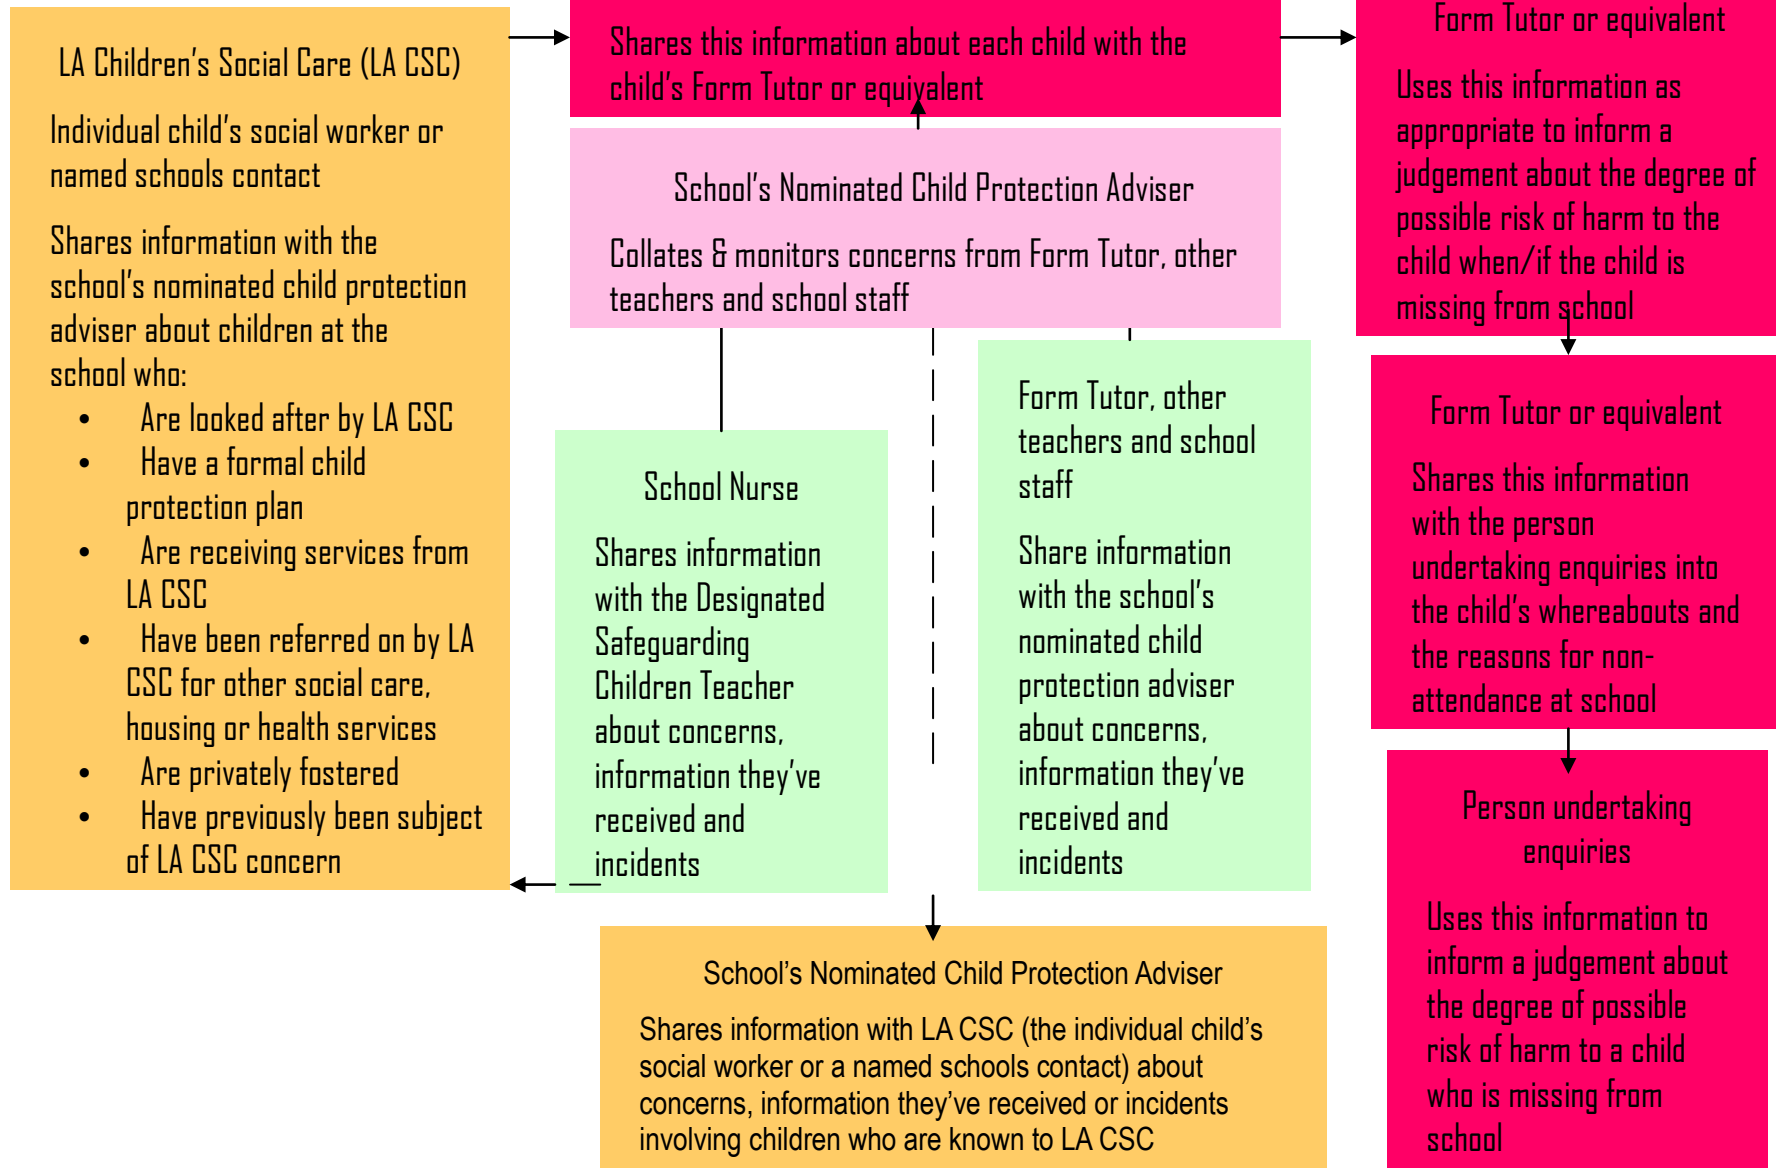 LA Children's Social Care (LA CSC)
Individual child's social worker or
named schools contact
Shares information with the
school's nominated child protection
adviser about children at the
school who:
• Are looked after by LA CSC
• Have a formal child
protection plan
• Are receiving services from
LA CSC
• Have been referred on by LA
CSC for other social care,
housing or health services
• Are privately fostered
• Have previously been subject
of LA CSC concern
Shares this information about each child with the
child's Form Tutor or equivalent
School's Nominated Child Protection Adviser
Collates & monitors concerns from Form Tutor, other
teachers and school staff
School Nurse
Shares information
with the Designated
Safeguarding
Children Teacher
about concerns,
information they've
received and
incidents
Form Tutor, other
teachers and school
staff
Share information
with the school's
nominated child
protection adviser
about concerns,
information they've
received and
incidents
School's Nominated Child Protection Adviser
Shares information with LA CSC (the individual child's
social worker or a named schools contact) about
concerns, information they've received or incidents
involving children who are known to LA CSC
Form Tutor or equivalent
Uses this information as
appropriate to inform a
judgement about the degree of
possible risk of harm to the
child when/if the child is
missing from school
Form Tutor or equivalent
Shares this information
with the person
undertaking enquiries into
the child's whereabouts and
the reasons for non-
attendance at school
Person undertaking
enquiries
Uses this information to
inform a judgement about
the degree of possible
risk of harm to a child
who is missing from
school